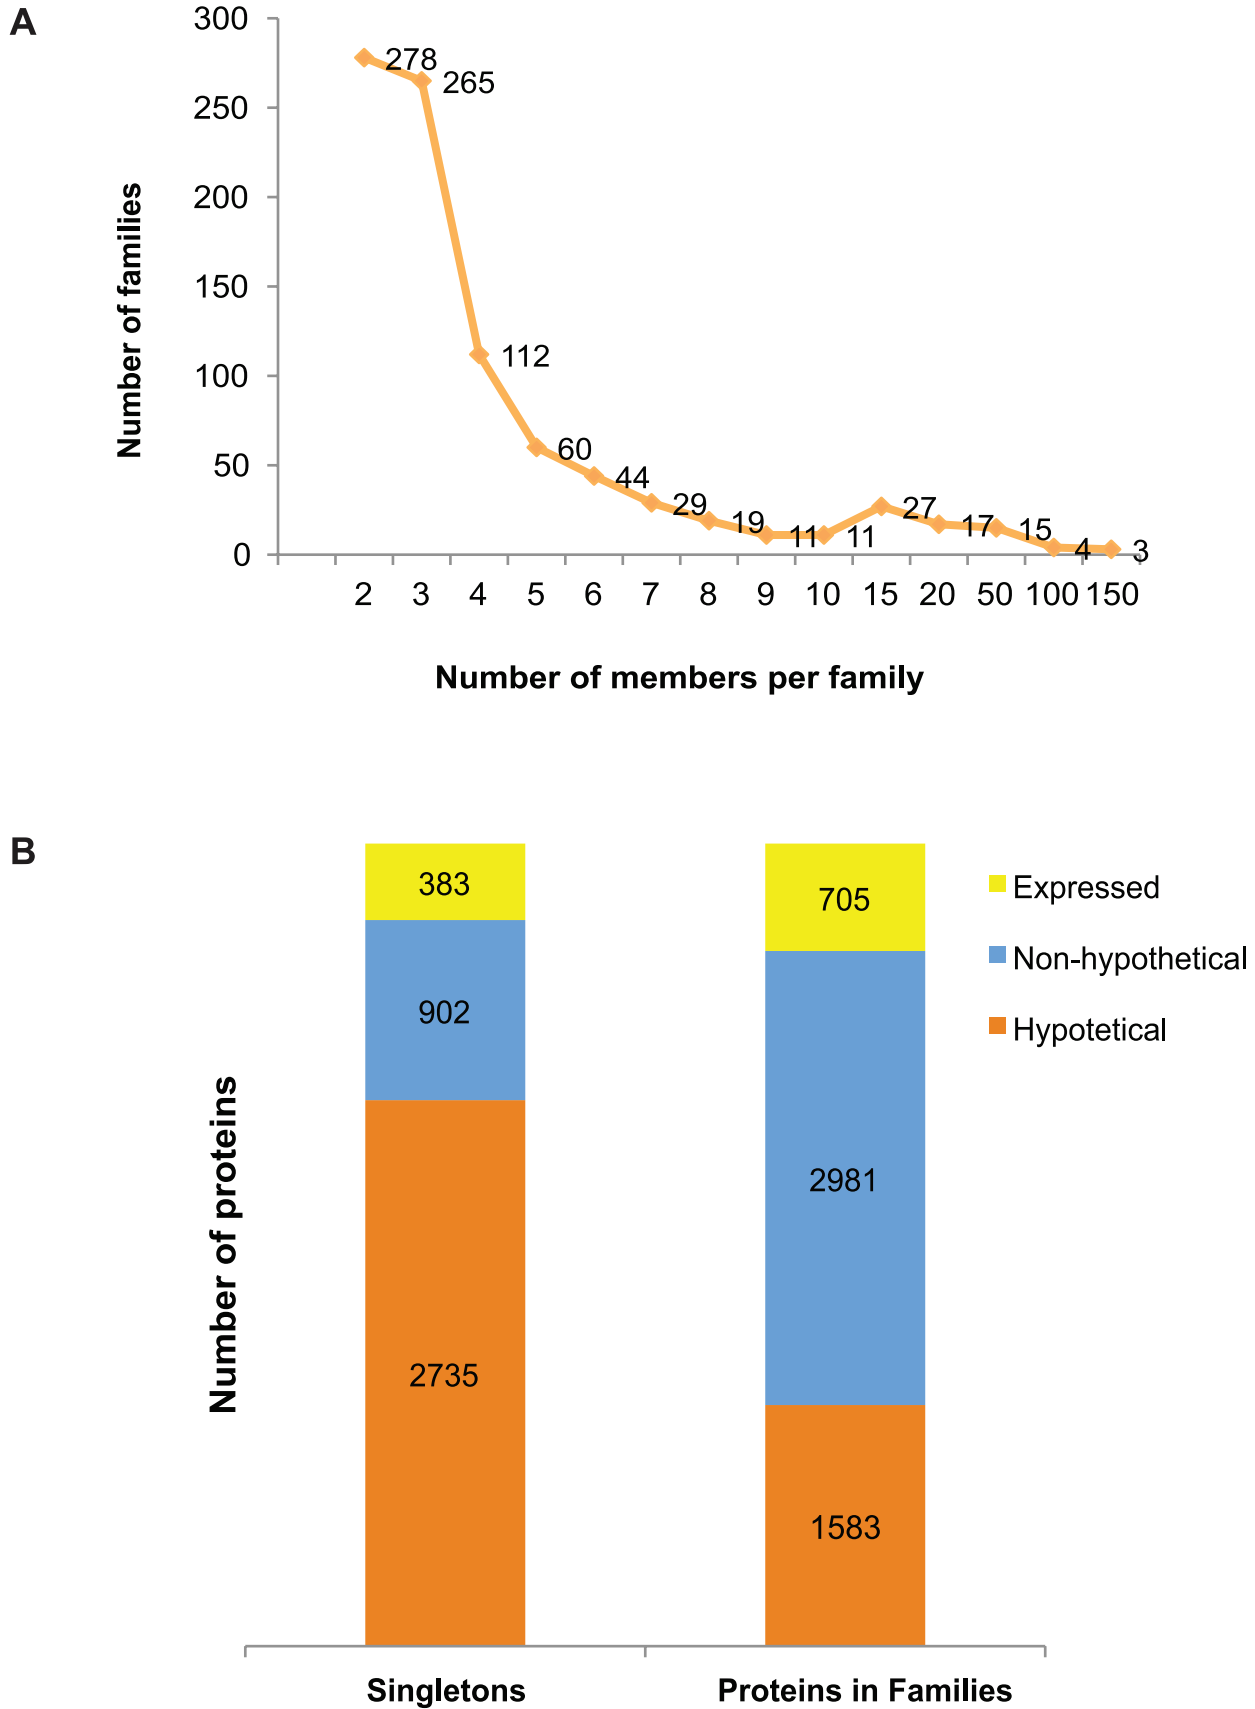 A
300
250
200
150
100
50
0
Number of families
278
265
112
60
44
29
19
11
11
27
17
15
4
3
2 3 4 5 6 7 8 9 10 15 20 50 100 150
Number of members per family
B
Number of proteins
383
902
2735
705
2981
1583
Expressed
Non-hypothetical
Hypotetical
Singletons Proteins in Families